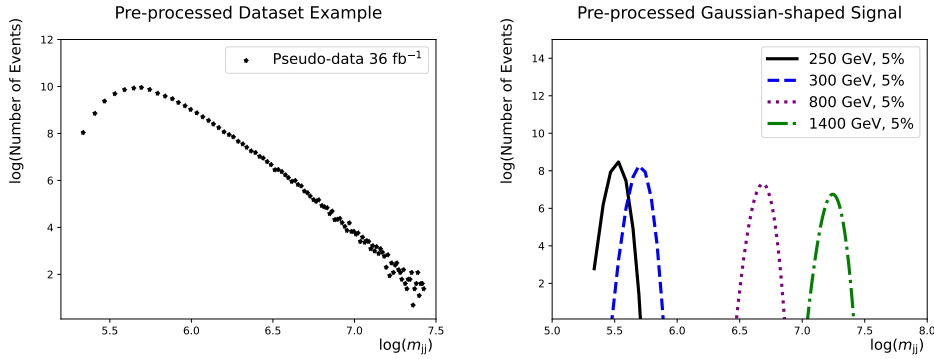 Pre-processed Dataset Example
log(Number of Events)
12
10
8
6
4
2
Pseudo-data 36 fb⁻¹
5.5
6.0
6.5
7.0
7.5
log(m_jj)
Pre-processed Gaussian-shaped Signal
log(Number of Events)
14
12
10
8
6
4
2
250 GeV, 5%
300 GeV, 5%
800 GeV, 5%
1400 GeV, 5%
5.0
5.5
6.0
6.5
7.0
7.5
8.0
log(m_jj)